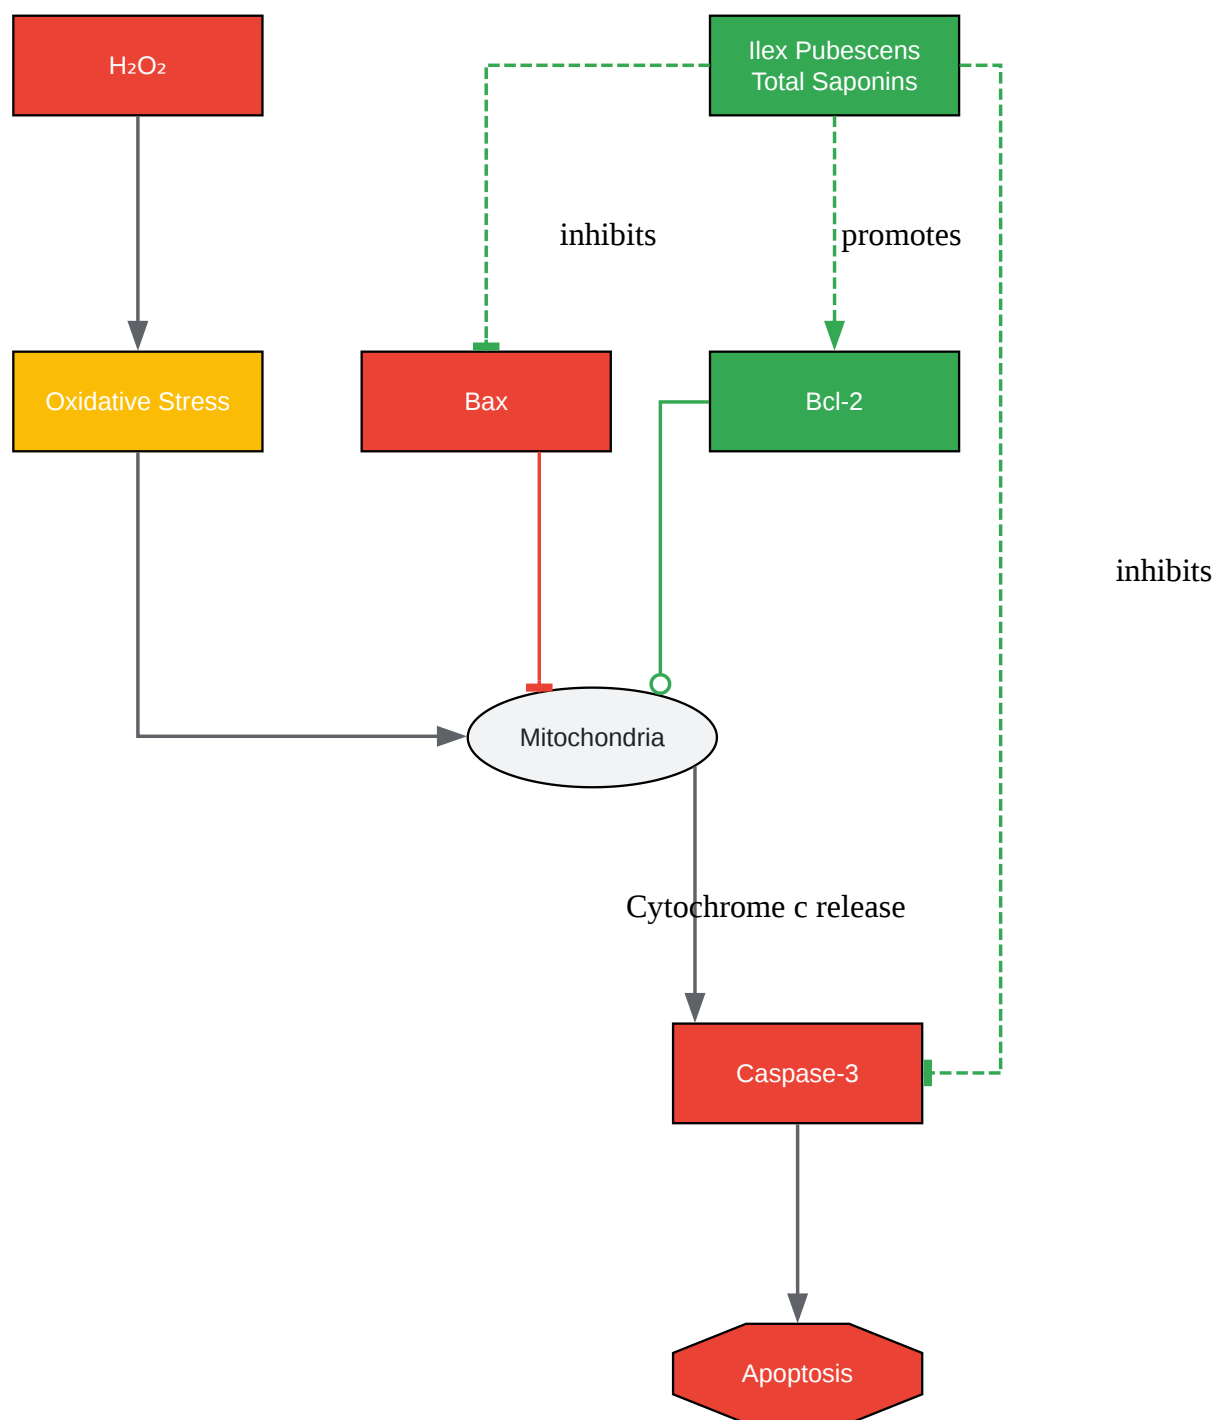 H₂O₂
Ilex Pubescens
Total Saponins
inhibits
promotes
Oxidative Stress
Bax
Bcl-2
inhibits
Mitochondria
Cytochrome c release
Caspase-3
Apoptosis